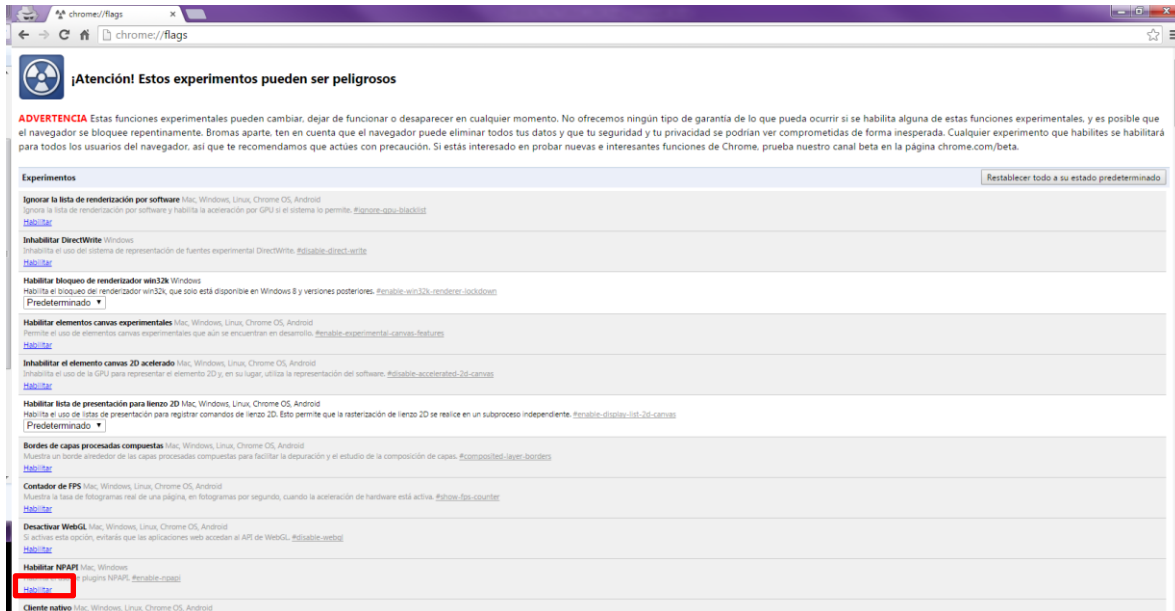 chrome://flags
chrome://flags
¡Atención! Estos experimentos pueden ser peligrosos
ADVERTENCIA Estas funciones experimentales pueden cambiar, dejar de funcionar o desaparecer en cualquier momento. No ofrecemos ningún tipo de garantía de lo que pueda ocurrir si se habilita alguna de estas funciones experimentales, y es posible que
el navegador se bloquee repentinamente. Bromas aparte, ten en cuenta que el navegador puede eliminar todos tus datos y que tu seguridad y tu privacidad se podrían ver comprometidas de forma inesperada. Cualquier experimento que habilites se habilitará
para todos los usuarios del navegador, así que te recomendamos que actúes con precaución. Si estás interesado en probar nuevas e interesantes funciones de Chrome, prueba nuestro canal beta en la página chrome.com/beta.
Experimentos Restablecer todo a su estado predeterminado
Ignorar la lista de renderización por software Mac, Windows, Linux, Chrome OS, Android
Ignora la lista de renderización por software y habilita la aceleración por GPU si el sistema lo permite. #ignore-gpu-blacklist
Habilitar
Inhabilitar DirectWrite Windows
Inhabilita el uso del sistema de representación de fuentes experimental DirectWrite. #disable-direct-write
Habilitar
Habilitar bloqueo de renderizador win32k Windows
Habilita el bloqueo del renderizador win32k, que solo está disponible en Windows 8 y versiones posteriores. #enable-win32k-renderer-lockdown
Predeterminado
Habilitar elementos canvas experimentales Mac, Windows, Linux, Chrome OS, Android
Permite el uso de elementos canvas experimentales que aún se encuentran en desarrollo. #enable-experimental-canvas-features
Habilitar
Inhabilitar el elemento canvas 2D acelerado Mac, Windows, Linux, Chrome OS, Android
Inhabilita el uso de la GPU para representar el elemento 2D y, en su lugar, utiliza la representación del software. #disable-accelerated-2d-canvas
Habilitar
Habilitar lista de presentación para lienzo 2D Mac, Windows, Linux, Chrome OS, Android
Habilita el uso de listas de presentación para registrar comandos de lienzo 2D. Esto permite que la rasterización de lienzo 2D se realice en un subproceso independiente. #enable-display-list-2d-canvas
Predeterminado
Bordes de capas procesadas compuestas Mac, Windows, Linux, Chrome OS, Android
Muestra un borde alrededor de las capas procesadas compuestas para facilitar la depuración y el estudio de la composición de capas. #composited-layer-borders
Habilitar
Contador de FPS Mac, Windows, Linux, Chrome OS, Android
Muestra la tasa de fotogramas real de una página, en fotogramas por segundo, cuando la aceleración de hardware está activa. #show-fps-counter
Habilitar
Desactivar WebGL Mac, Windows, Linux, Chrome OS, Android
Si activas esta opción, evitarás que las aplicaciones web accedan al API de WebGL. #disable-webgl
Habilitar
Habilitar NPAPI Mac, Windows
plugins NPAPI. #enable-npapi
Habilitar
Cliente nativo Mac, Windows, Linux, Chrome OS, Android